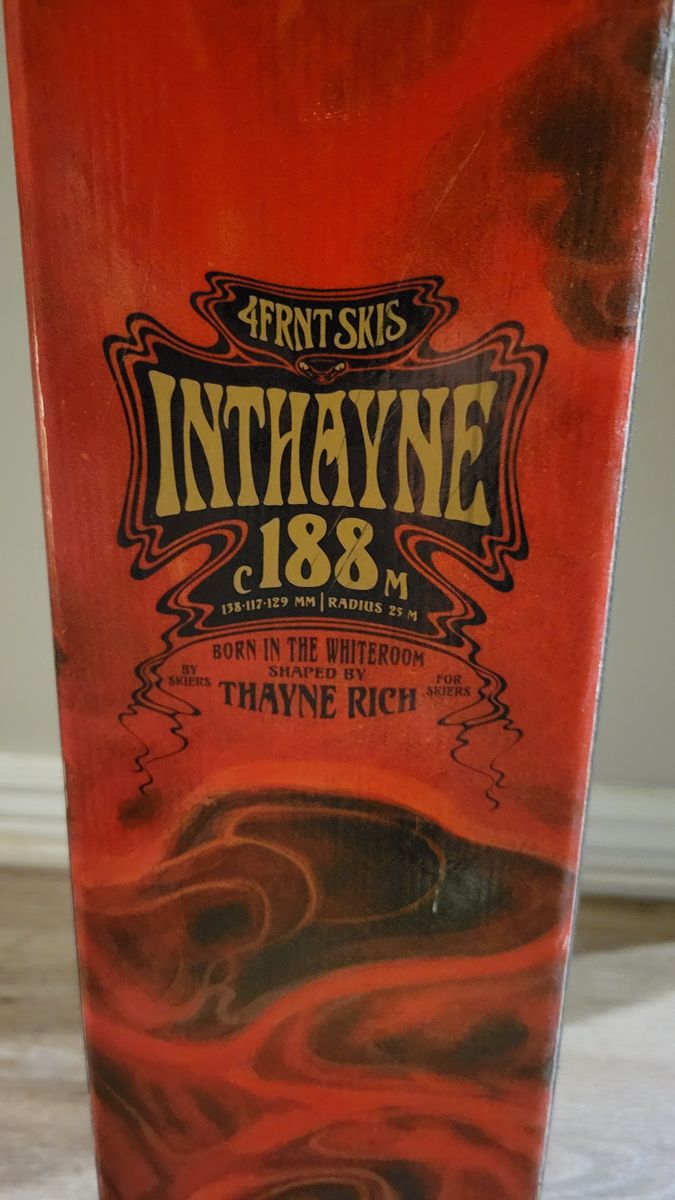 4FRNT SKIS
INTHAYNE
C 188 M
138-117-129 MM | RADIUS 25 M
BORN IN THE WHITEROOM
SHAPED BY
BY SKIERS THAYNE RICH FOR SKIERS